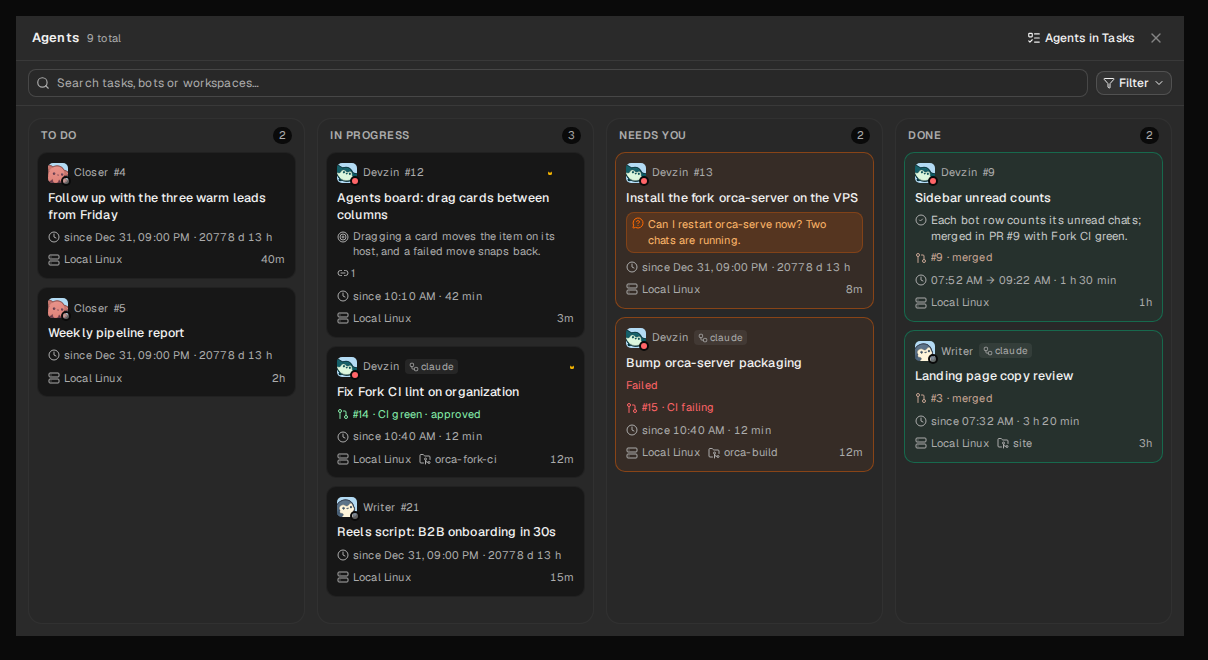 Agents 9 total
Agents in Tasks
Search tasks, bots or workspaces…
Filter
TO DO 2
Closer #4
Follow up with the three warm leads
from Friday
since Dec 31, 09:00 PM · 20778 d 13 h
Local Linux 40m
Closer #5
Weekly pipeline report
since Dec 31, 09:00 PM · 20778 d 13 h
Local Linux 2h
IN PROGRESS 3
Devzin #12
Agents board: drag cards between
columns
Dragging a card moves the item on its
host, and a failed move snaps back.
1
since 10:10 AM · 42 min
Local Linux 3m
Devzin claude
Fix Fork CI lint on organization
#14 · CI green · approved
since 10:40 AM · 12 min
Local Linux orca-fork-ci 12m
Writer #21
Reels script: B2B onboarding in 30s
since Dec 31, 09:00 PM · 20778 d 13 h
Local Linux 15m
NEEDS YOU 2
Devzin #13
Install the fork orca-server on the VPS
Can I restart orca-serve now? Two
chats are running.
since Dec 31, 09:00 PM · 20778 d 13 h
Local Linux 8m
Devzin claude
Bump orca-server packaging
Failed
#15 · CI failing
since 10:40 AM · 12 min
Local Linux orca-build 12m
DONE 2
Devzin #9
Sidebar unread counts
Each bot row counts its unread chats;
merged in PR #9 with Fork CI green.
#9 · merged
07:52 AM → 09:22 AM · 1 h 30 min
Local Linux 1h
Writer claude
Landing page copy review
#3 · merged
since 07:32 AM · 3 h 20 min
Local Linux site 3h